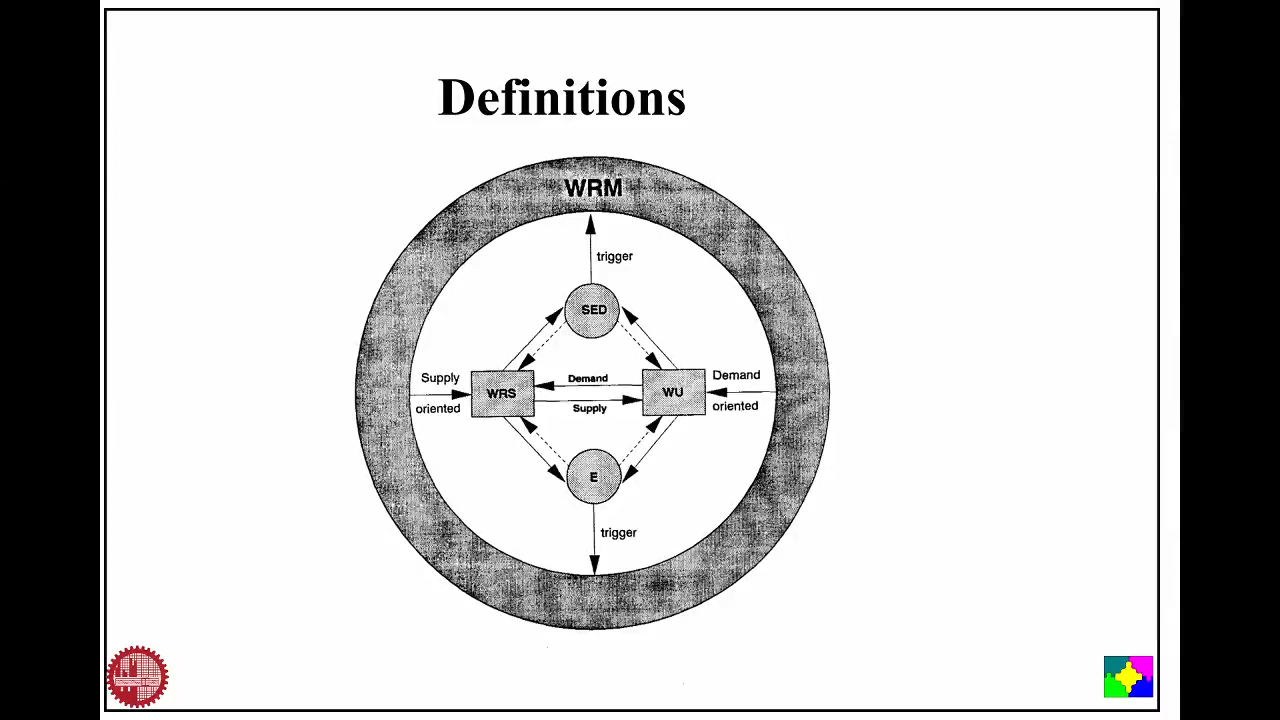 Definitions
WRM
trigger
SED
Supply
oriented
WRS
Demand
Supply
WU
Demand
oriented
E
trigger